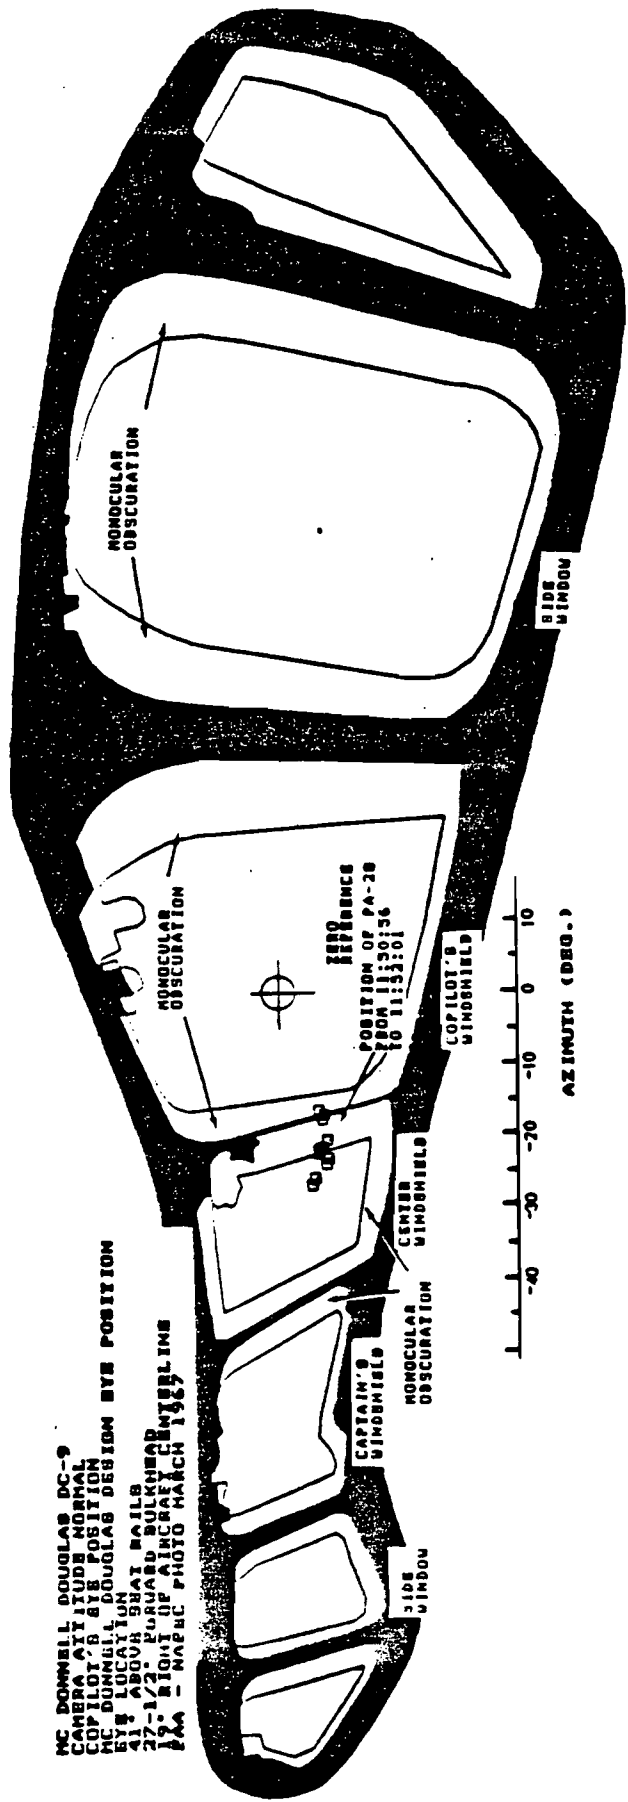 MC DONNELL DOUGLAS DC-9
CAMERA ATTITUDE NORMAL
COPILOT'S EYE POSITION
MC DONNELL DOUGLAS DESIGN EYE POSITION
EYE LOCATION
41" ABOVE SEAT RAILS
27-1/2" FORWARD BULKHEAD
19" RIGHT OF AIRCRAFT CENTERLINE
FAA - NAFEC PHOTO MARCH 1967
SIDE
WINDOW
CAPTAIN'S
WINDSHIELD
MONOCULAR
OBSCURATION
CENTER
WINDSHIELD
MONOCULAR
OBSCURATION
ZERO
REFERENCE
POSITION OF PA-28
FROM 11:50:56
TO 11:52:01
COPILOT'S
WINDSHIELD
MONOCULAR
OBSCURATION
SIDE
WINDOW
-40 -30 -20 -10 0 10
AZIMUTH (DEG.)